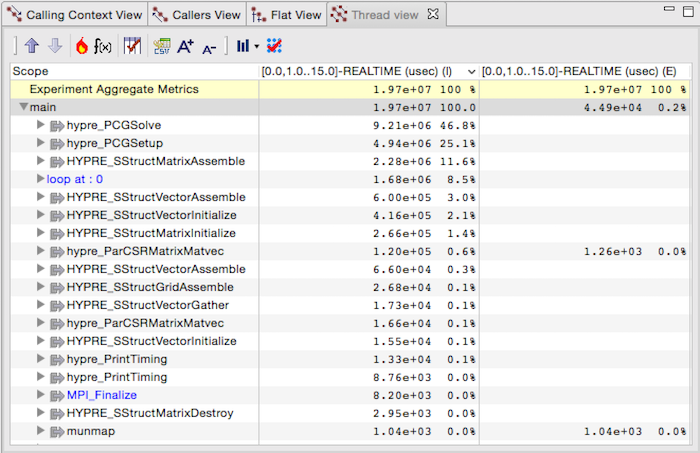 Calling Context View Callers View Flat View Thread view
f(x) CSV A+ A-
Scope [0.0,1.0..15.0]-REALTIME (usec) (I) [0.0,1.0..15.0]-REALTIME (usec) (E)
Experiment Aggregate Metrics 1.97e+07 100 % 1.97e+07 100 %
main 1.97e+07 100.0 4.49e+04 0.2%
hypre_PCGSolve 9.21e+06 46.8%
hypre_PCGSetup 4.94e+06 25.1%
HYPRE_SStructMatrixAssemble 2.28e+06 11.6%
loop at : 0 1.68e+06 8.5%
HYPRE_SStructVectorAssemble 6.00e+05 3.0%
HYPRE_SStructVectorInitialize 4.16e+05 2.1%
HYPRE_SStructMatrixInitialize 2.66e+05 1.4%
hypre_ParCSRMatrixMatvec 1.20e+05 0.6% 1.26e+03 0.0%
HYPRE_SStructVectorAssemble 6.60e+04 0.3%
HYPRE_SStructGridAssemble 2.68e+04 0.1%
HYPRE_SStructVectorGather 1.73e+04 0.1%
hypre_ParCSRMatrixMatvec 1.66e+04 0.1%
HYPRE_SStructVectorInitialize 1.55e+04 0.1%
hypre_PrintTiming 1.33e+04 0.1%
hypre_PrintTiming 8.76e+03 0.0%
MPI_Finalize 8.20e+03 0.0%
HYPRE_SStructMatrixDestroy 2.95e+03 0.0%
munmap 1.04e+03 0.0% 1.04e+03 0.0%